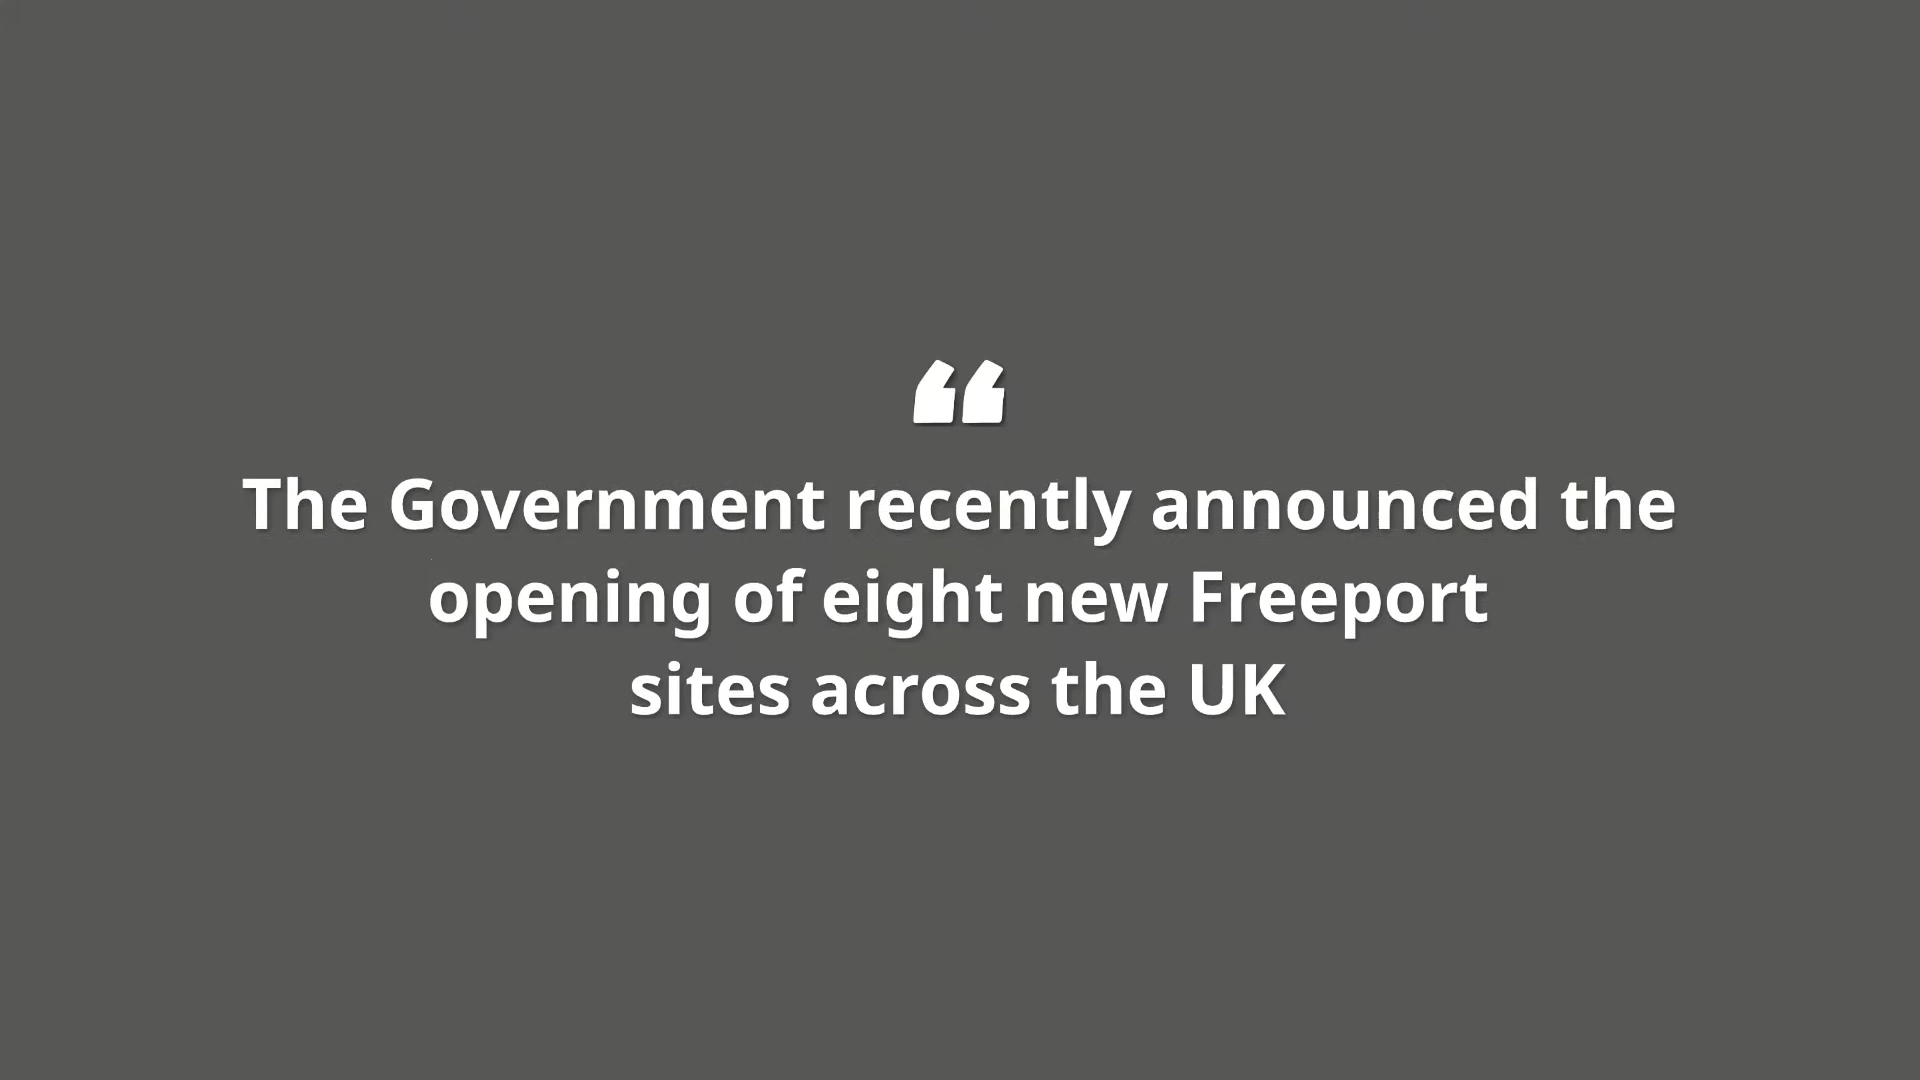 “
The Government recently announced the
opening of eight new Freeport
sites across the UK